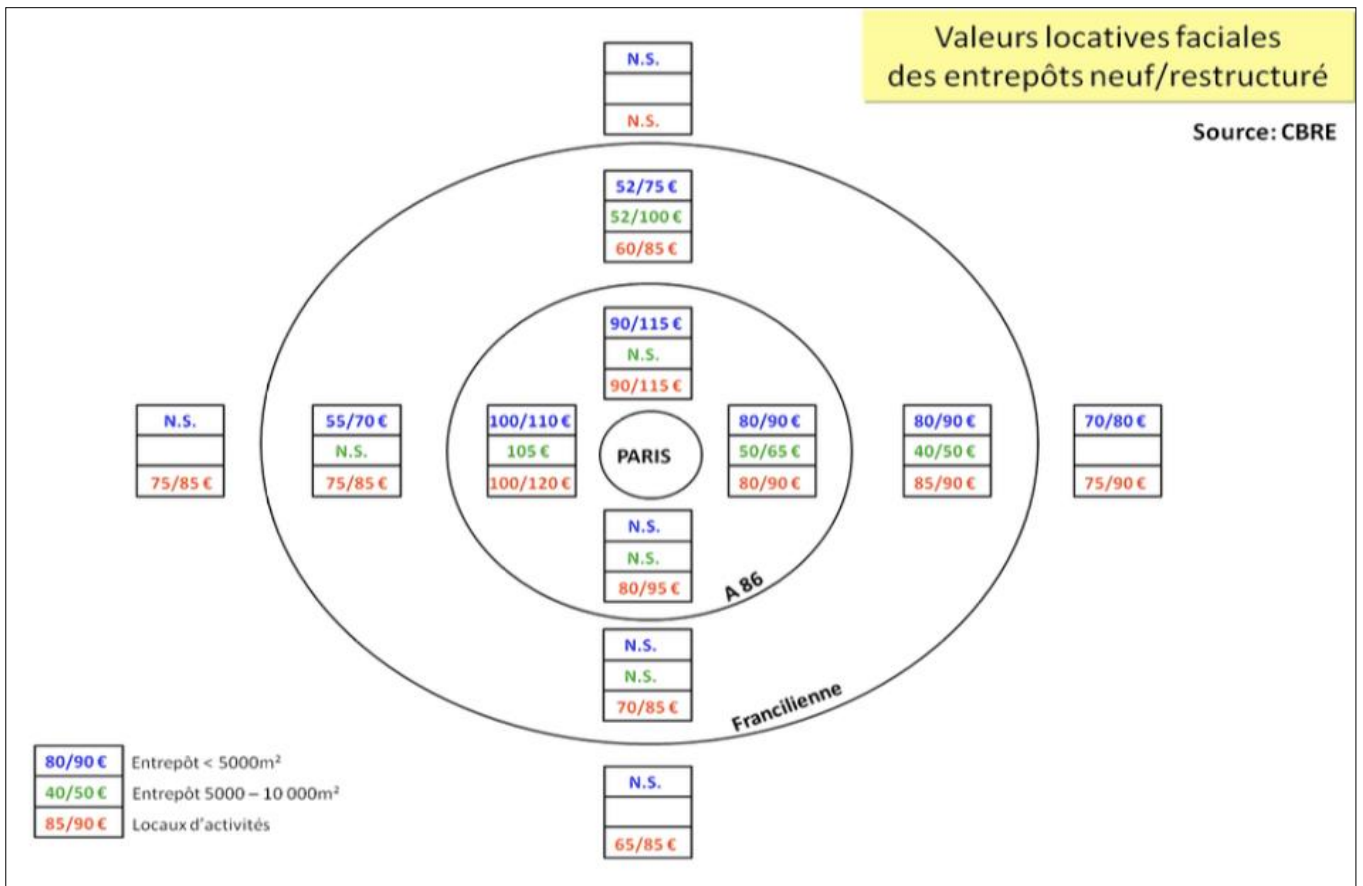 Valeurs locatives faciales
des entrepôts neuf/restructuré
Source: CBRE
N.S.
N.S.
52/75 €
52/100 €
60/85 €
90/115 €
N.S.
90/115 €
N.S.
75/85 €
55/70 €
N.S.
75/85 €
100/110 €
105 €
100/120 €
PARIS
80/90 €
50/65 €
80/90 €
80/90 €
40/50 €
85/90 €
70/80 €
75/90 €
N.S.
N.S.
80/95 €
A 86
N.S.
N.S.
70/85 €
Francilienne
N.S.
65/85 €
80/90 € Entrepôt < 5000m²
40/50 € Entrepôt 5000 – 10 000m²
85/90 € Locaux d'activités